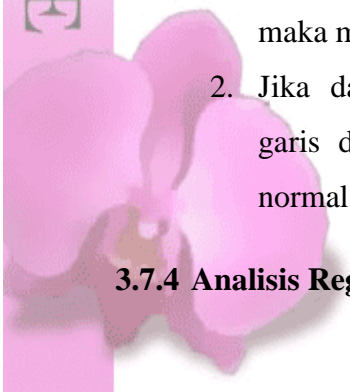 maka m
2. Jika da
garis d
normal
3.7.4 Analisis Reg